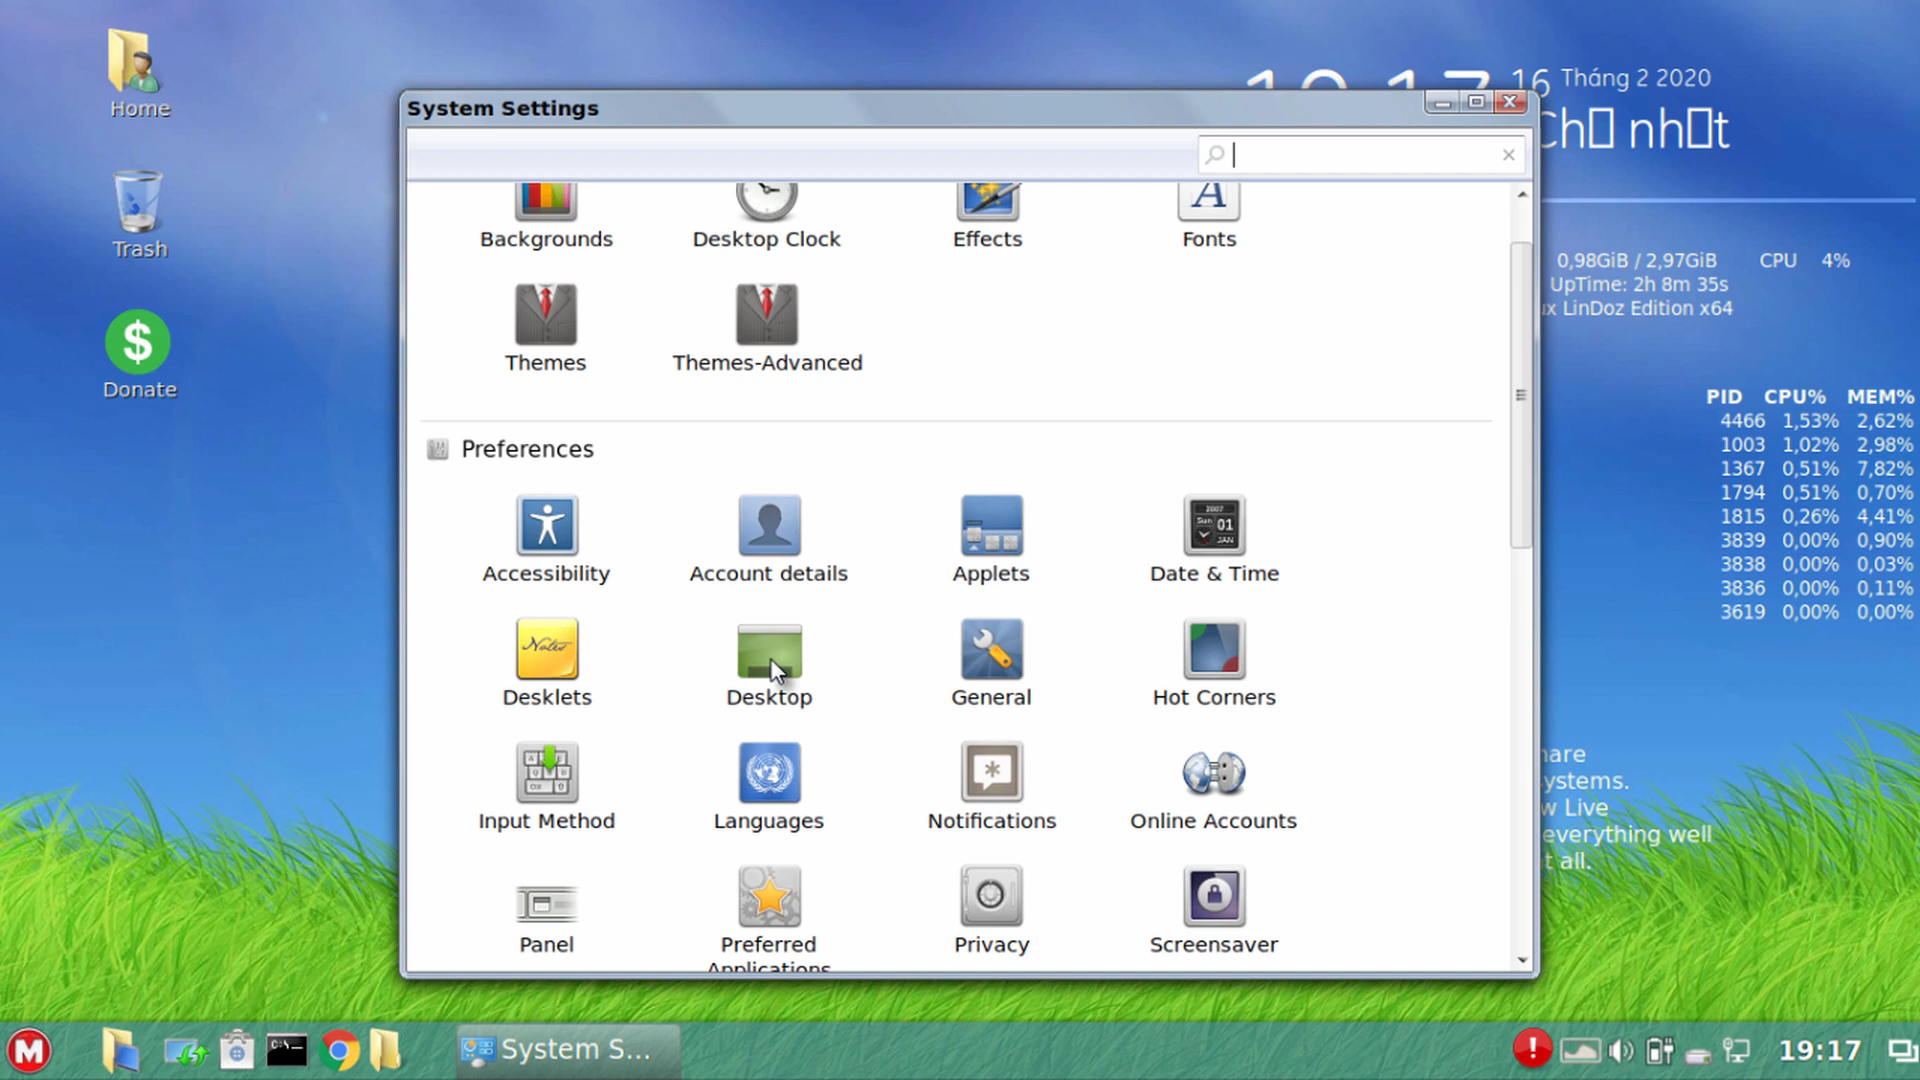 Home
Trash
Donate
16 Tháng 2 2020
System Settings
Backgrounds
Desktop Clock
Effects
Fonts
Themes
Themes-Advanced
Preferences
Accessibility
Account details
Applets
Date & Time
Desklets
Desktop
General
Hot Corners
Input Method
Languages
Notifications
Online Accounts
Panel
Preferred Applications
Privacy
Screensaver
0,98GiB / 2,97GiB CPU 4%
UpTime: 2h 8m 35s
LinDoz Edition x64
PID CPU% MEM%
4466 1,53% 2,62%
1003 1,02% 2,98%
1367 0,51% 7,82%
1794 0,51% 0,70%
1815 0,26% 4,41%
3839 0,00% 0,90%
3838 0,00% 0,03%
3836 0,00% 0,11%
3619 0,00% 0,00%
ystems.
Live
everything well
all.
System S...
19:17